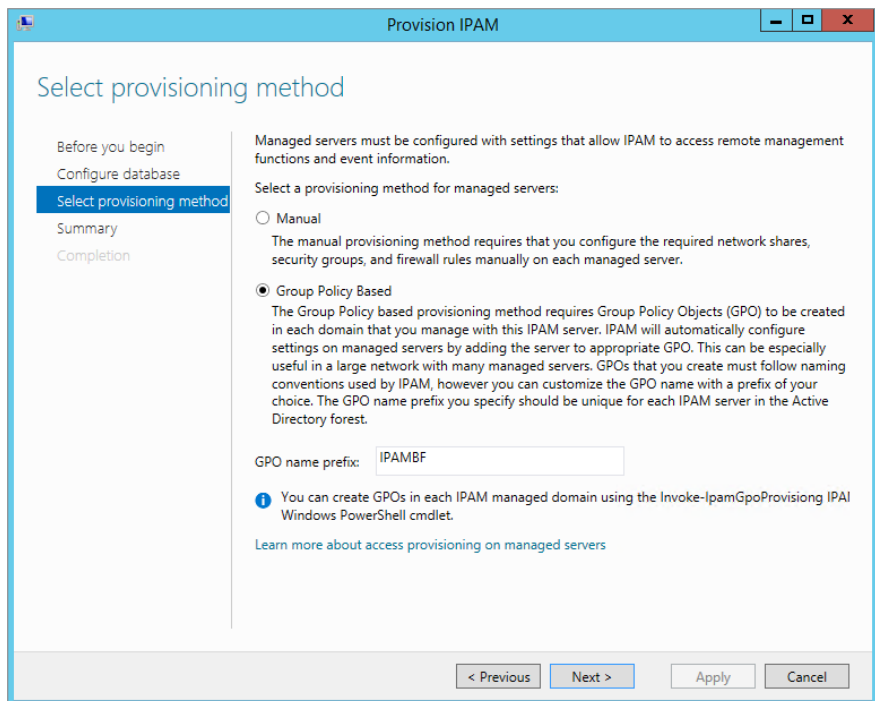 Provision IPAM
Select provisioning method
Before you begin
Configure database
Select provisioning method
Summary
Completion
Managed servers must be configured with settings that allow IPAM to access remote management
functions and event information.
Select a provisioning method for managed servers:
Manual
The manual provisioning method requires that you configure the required network shares,
security groups, and firewall rules manually on each managed server.
Group Policy Based
The Group Policy based provisioning method requires Group Policy Objects (GPO) to be created
in each domain that you manage with this IPAM server. IPAM will automatically configure
settings on managed servers by adding the server to appropriate GPO. This can be especially
useful in a large network with many managed servers. GPOs that you create must follow naming
conventions used by IPAM, however you can customize the GPO name with a prefix of your
choice. The GPO name prefix you specify should be unique for each IPAM server in the Active
Directory forest.
GPO name prefix: IPAMBF
You can create GPOs in each IPAM managed domain using the Invoke-IpamGpoProvisiong IPAI
Windows PowerShell cmdlet.
Learn more about access provisioning on managed servers
< Previous Next > Apply Cancel